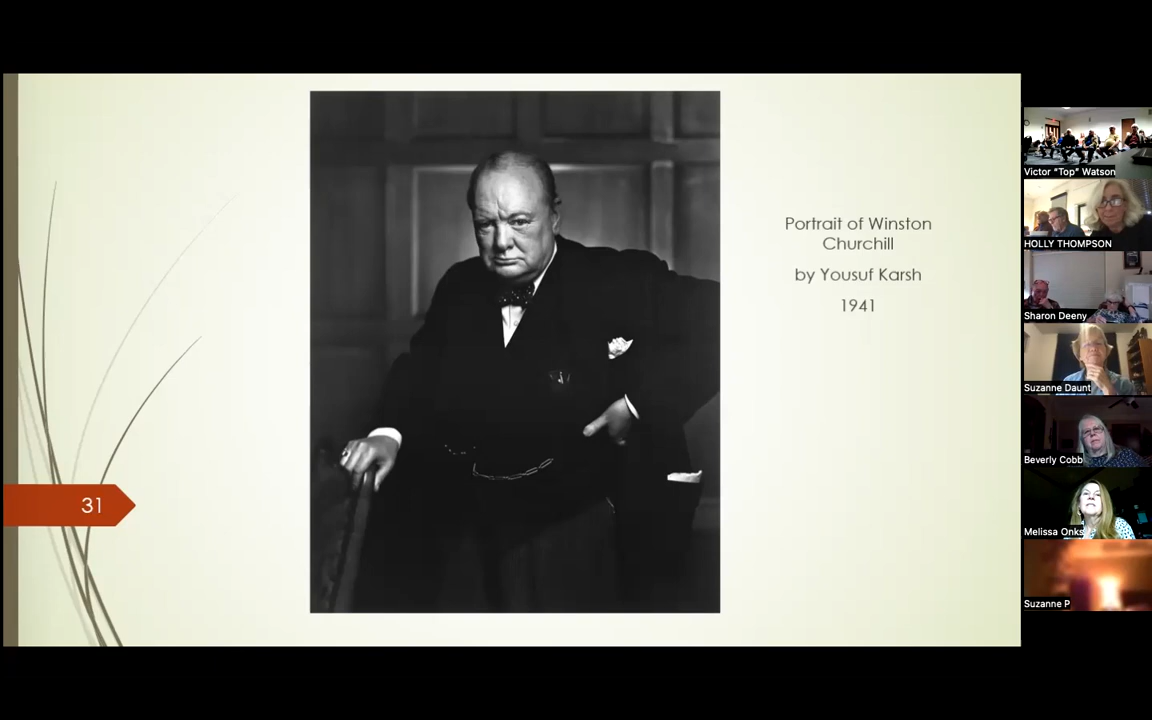 Portrait of Winston
Churchill
by Yousuf Karsh
1941
31
Victor “Top” Watson
HOLLY THOMPSON
Sharon Deeny
Suzanne Daunt
Beverly Cobb
Melissa Onks
Suzanne P